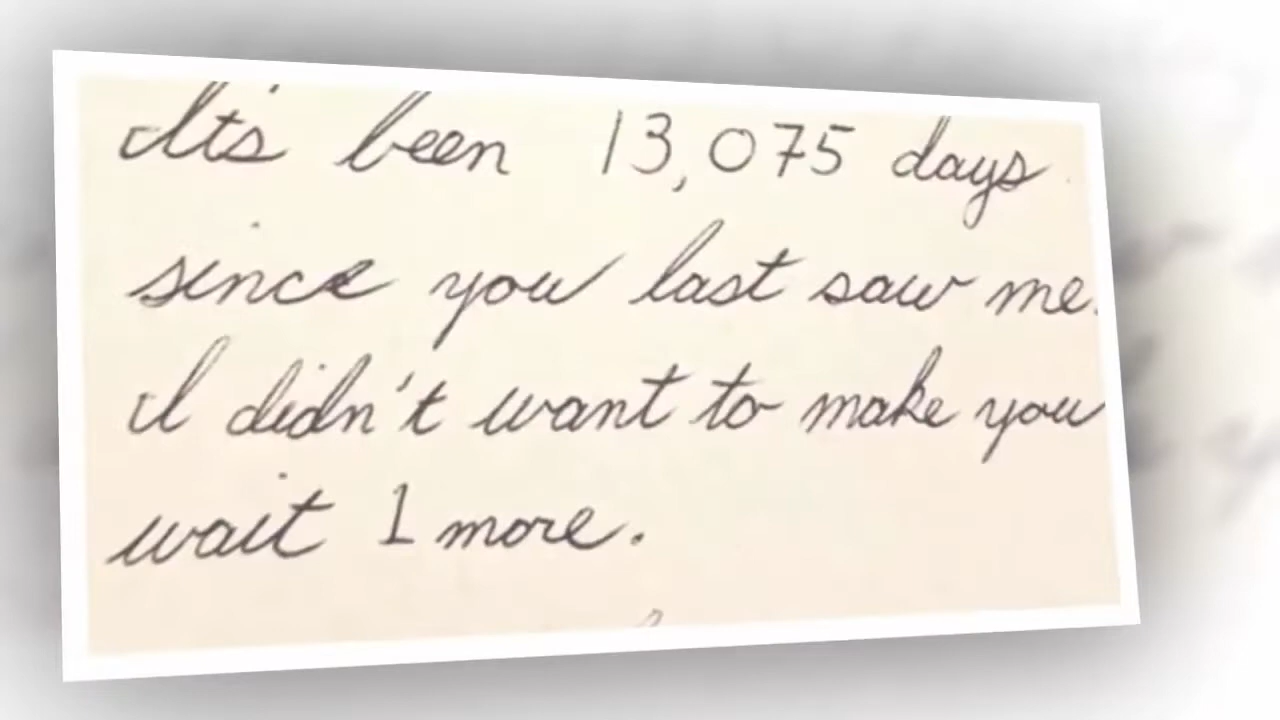 It's been 13,075 days
since you last saw me.
I didn't want to make you
wait 1 more.